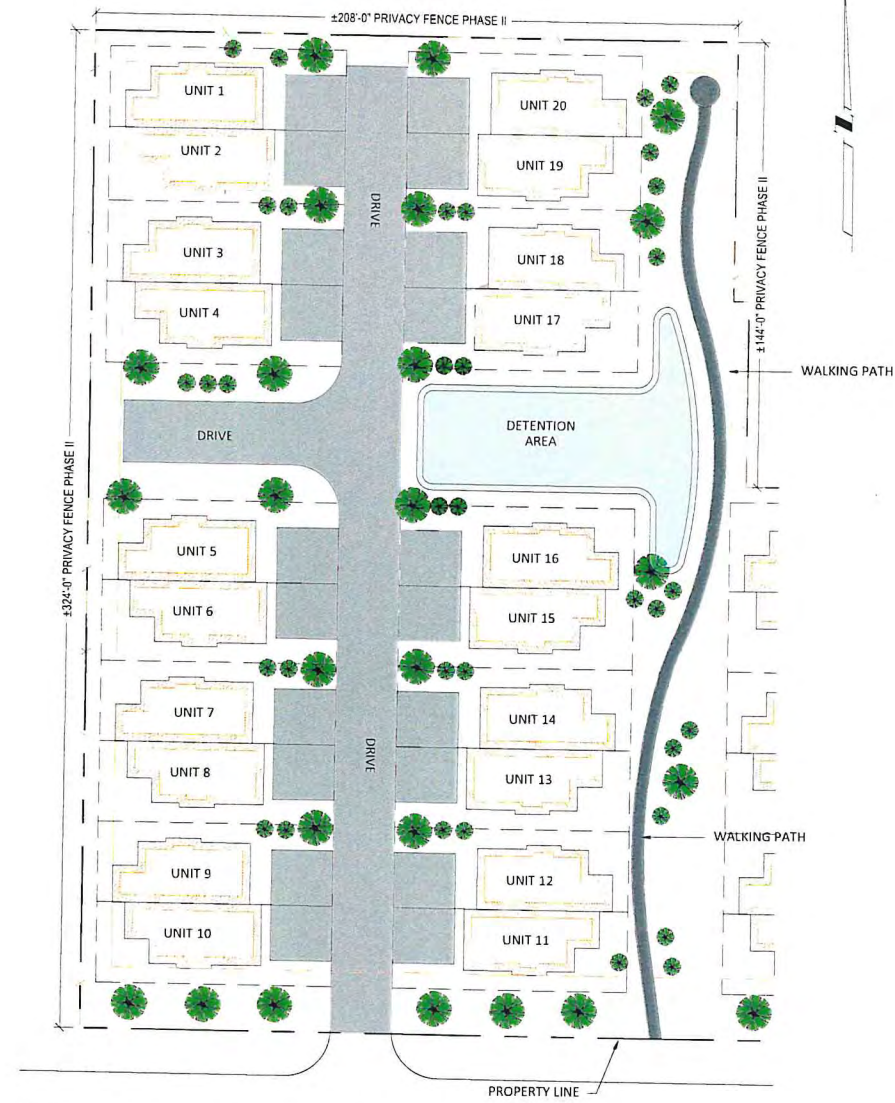 ±208'-0" PRIVACY FENCE PHASE II
UNIT 1
UNIT 20
UNIT 2
UNIT 19
DRIVE
UNIT 3
UNIT 18
UNIT 4
UNIT 17
±144'-0" PRIVACY FENCE PHASE II
WALKING PATH
DRIVE
DETENTION
AREA
±324'-0" PRIVACY FENCE PHASE II
UNIT 5
UNIT 16
UNIT 6
UNIT 15
UNIT 7
UNIT 14
DRIVE
UNIT 8
UNIT 13
WALKING PATH
UNIT 9
UNIT 12
UNIT 10
UNIT 11
PROPERTY LINE